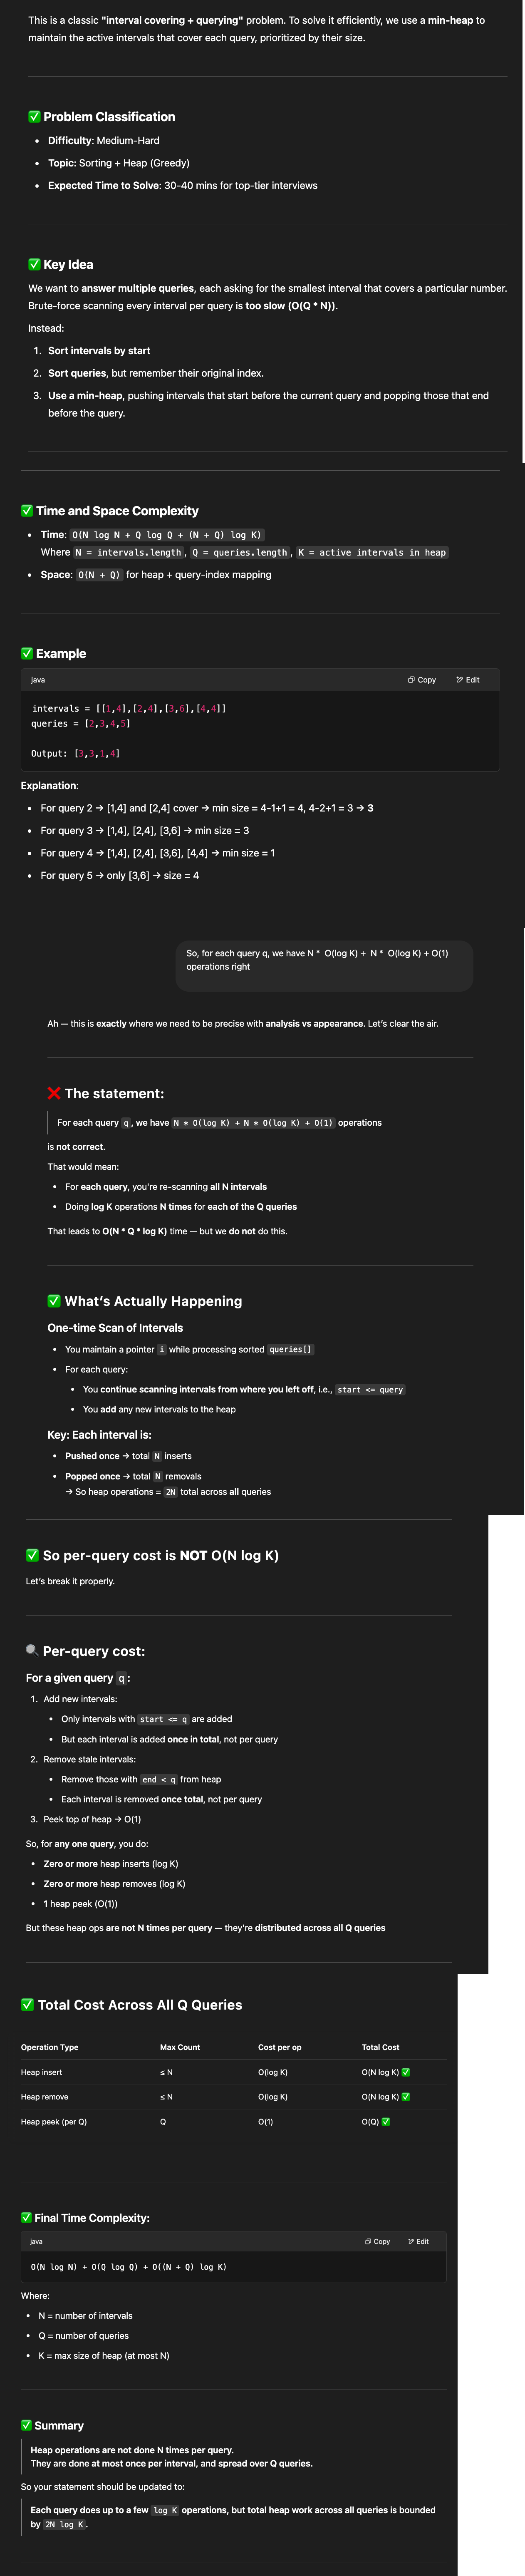 This is a classic "interval covering + querying" problem. To solve it efficiently, we use a min-heap to
maintain the active intervals that cover each query, prioritized by their size.
✅ Problem Classification
• Difficulty: Medium-Hard
• Topic: Sorting + Heap (Greedy)
• Expected Time to Solve: 30-40 mins for top-tier interviews
✅ Key Idea
We want to answer multiple queries, each asking for the smallest interval that covers a particular number.
Brute-force scanning every interval per query is too slow (O(Q * N)).
Instead:
1. Sort intervals by start
2. Sort queries, but remember their original index.
3. Use a min-heap, pushing intervals that start before the current query and popping those that end
before the query.
✅ Time and Space Complexity
• Time: O(N log N + Q log Q + (N + Q) log K)
Where N = intervals.length, Q = queries.length, K = active intervals in heap
• Space: O(N + Q) for heap + query-index mapping
✅ Example
java Copy Edit
intervals = [[1,4],[2,4],[3,6],[4,4]]
queries = [2,3,4,5]
Output: [3,3,1,4]
Explanation:
• For query 2 → [1,4] and [2,4] cover → min size = 4-1+1 = 4, 4-2+1 = 3 → 3
• For query 3 → [1,4], [2,4], [3,6] → min size = 3
• For query 4 → [1,4], [2,4], [3,6], [4,4] → min size = 1
• For query 5 → only [3,6] → size = 4
So, for each query q, we have N * O(log K) + N * O(log K) + O(1)
operations right
Ah — this is exactly where we need to be precise with analysis vs appearance. Let's clear the air.
❌ The statement:
For each query q, we have N * O(log K) + N * O(log K) + O(1) operations
is not correct.
That would mean:
• For each query, you're re-scanning all N intervals
• Doing log K operations N times for each of the Q queries
That leads to O(N * Q * log K) time — but we do not do this.
✅ What's Actually Happening
One-time Scan of Intervals
• You maintain a pointer i while processing sorted queries[]
• For each query:
• You continue scanning intervals from where you left off, i.e., start <= query
• You add any new intervals to the heap
Key: Each interval is:
• Pushed once → total N inserts
• Popped once → total N removals
→ So heap operations = 2N total across all queries
✅ So per-query cost is NOT O(N log K)
Let's break it properly.
🔍 Per-query cost:
For a given query q:
1. Add new intervals:
• Only intervals with start <= q are added
• But each interval is added once in total, not per query
2. Remove stale intervals:
• Remove those with end < q from heap
• Each interval is removed once total, not per query
3. Peek top of heap → O(1)
So, for any one query, you do:
• Zero or more heap inserts (log K)
• Zero or more heap removes (log K)
• 1 heap peek (O(1))
But these heap ops are not N times per query — they're distributed across all Q queries
✅ Total Cost Across All Q Queries
Operation Type Max Count Cost per op Total Cost
Heap insert ≤ N O(log K) O(N log K) ✅
Heap remove ≤ N O(log K) O(N log K) ✅
Heap peek (per Q) Q O(1) O(Q) ✅
✅ Final Time Complexity:
java Copy Edit
O(N log N) + O(Q log Q) + O((N + Q) log K)
Where:
• N = number of intervals
• Q = number of queries
• K = max size of heap (at most N)
✅ Summary
Heap operations are not done N times per query.
They are done at most once per interval, and spread over Q queries.
So your statement should be updated to:
Each query does up to a few log K operations, but total heap work across all queries is bounded
by 2N log K.